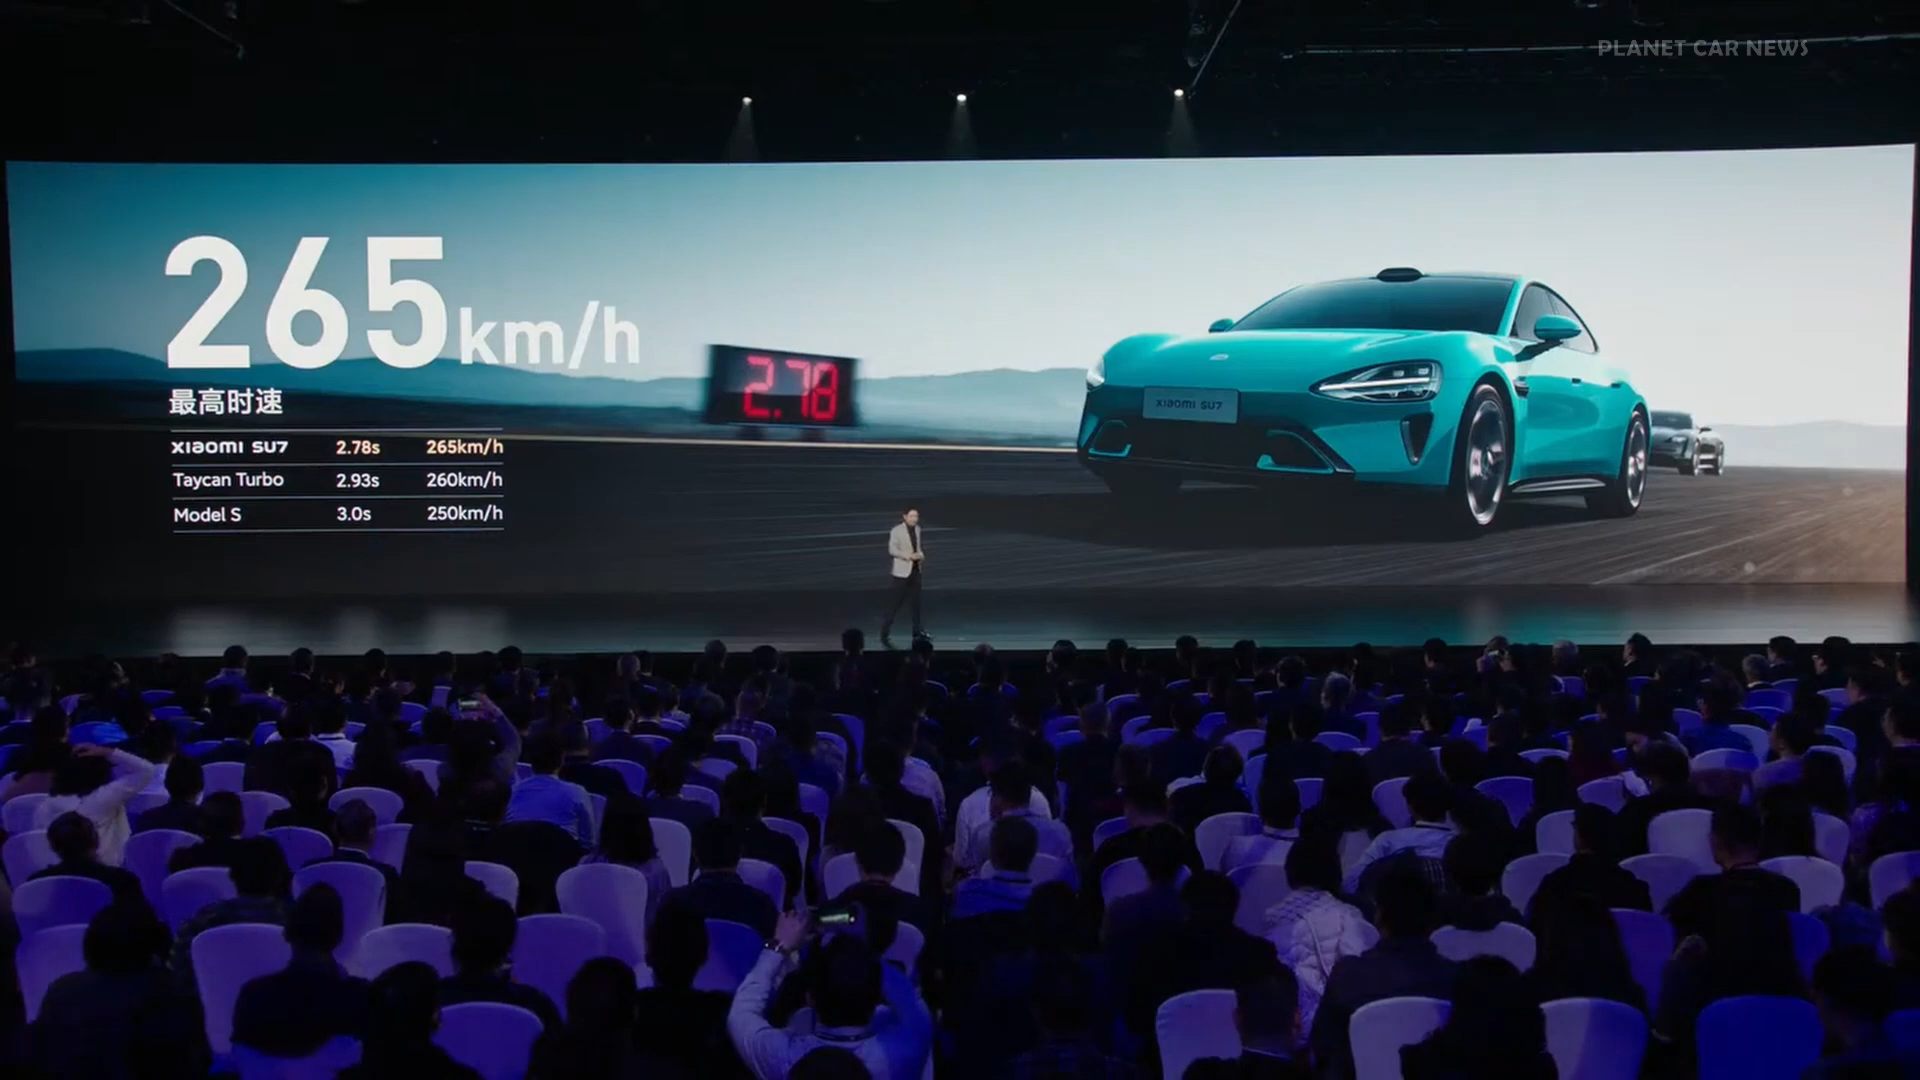 PLANET CAR NEWS
265km/h
最高时速
xiaomi SU7 2.78s 265km/h
Taycan Turbo 2.93s 260km/h
Model S 3.0s 250km/h
2.78
xiaomi SU7